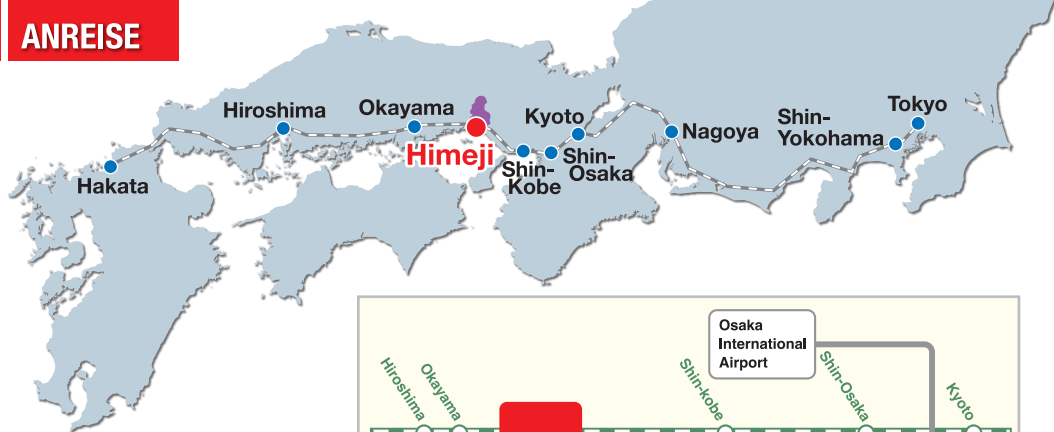 ANREISE
Hiroshima
Okayama
Kyoto
Shin-
Yokohama
Tokyo
Nagoya
Himeji
Shin-
Kobe
Shin-
Osaka
Hakata
Osaka
International
Airport
Hiroshima
Okayama
Shin-kobe
Shin-Osaka
Kyoto